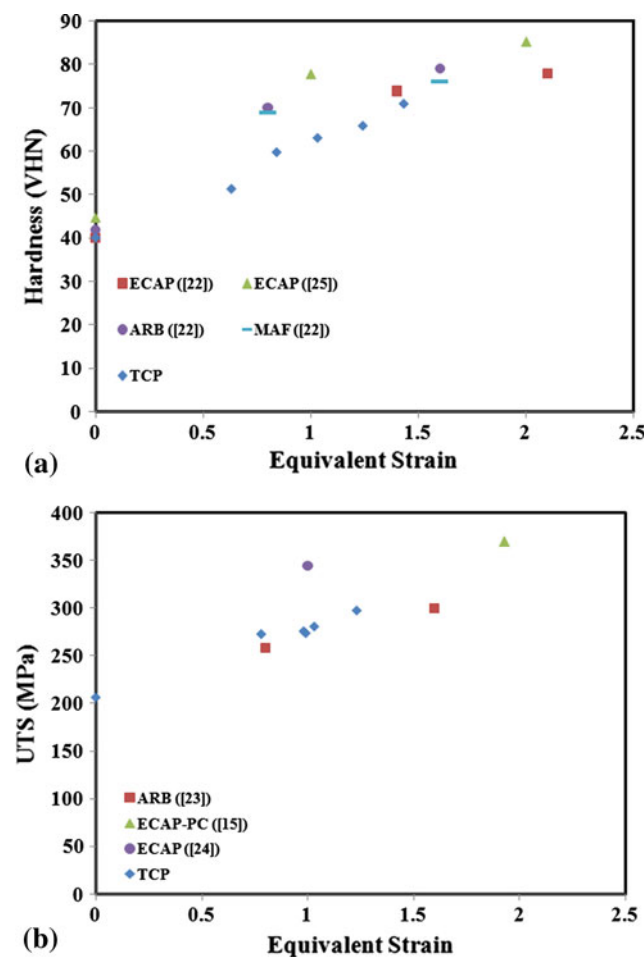 90
80
70
60
50
40
30
20
10
0
Hardness (VHN)
ECAP ([22])
ECAP ([25])
ARB ([22])
MAF ([22])
TCP
0
0.5
1
1.5
2
2.5
Equivalent Strain
(a)
400
350
300
250
200
150
100
50
0
UTS (MPa)
ARB ([23])
ECAP-PC ([15])
ECAP ([24])
TCP
0
0.5
1
1.5
2
2.5
Equivalent Strain
(b)